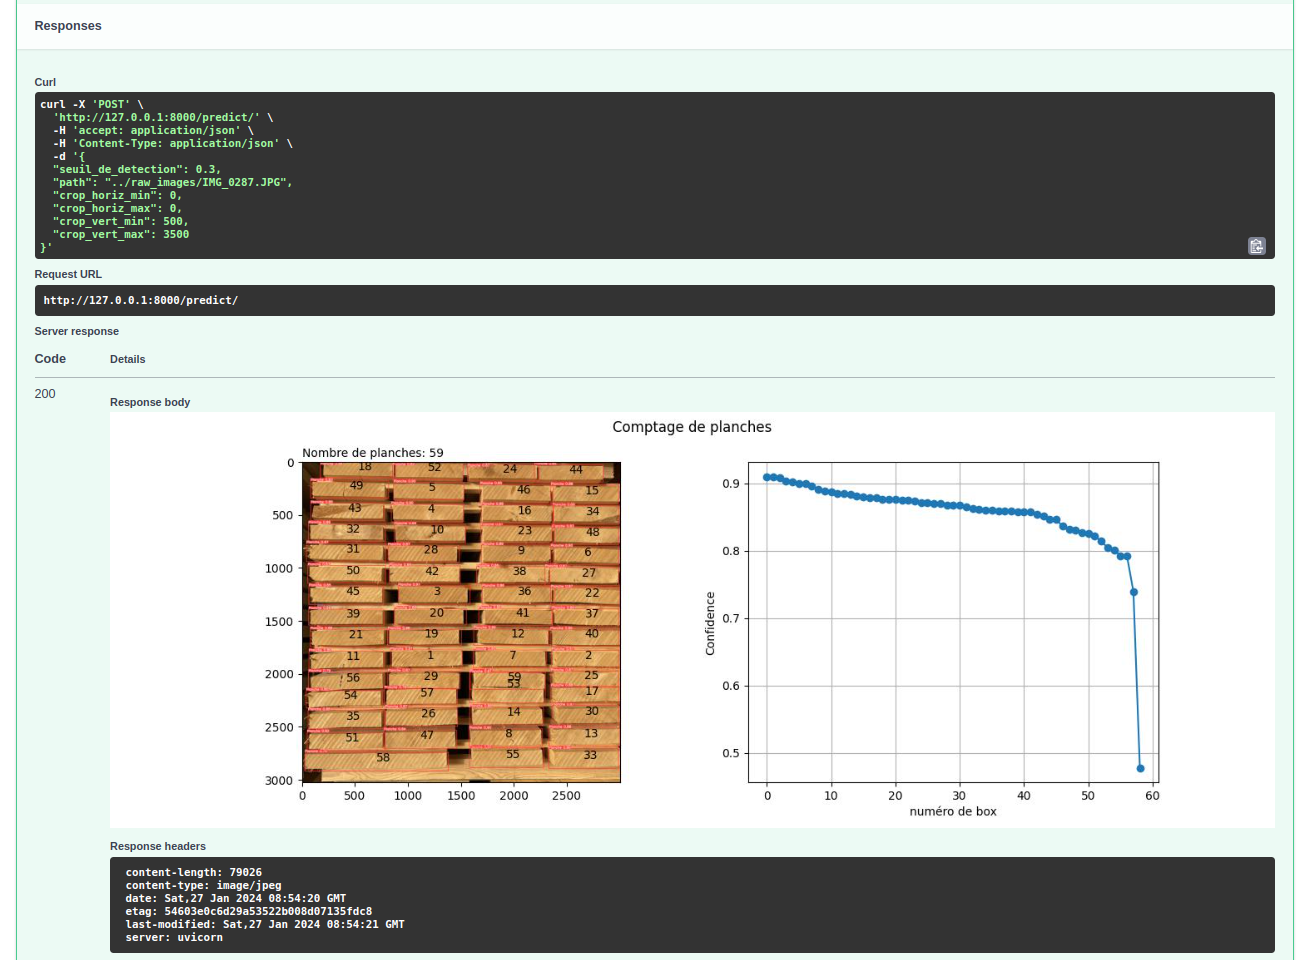 Responses
Curl
curl -X 'POST' \
'http://127.0.0.1:8000/predict/' \
-H 'accept: application/json' \
-H 'Content-Type: application/json' \
-d '{
"seuil_de_detection": 0.3,
"path": "../raw_images/IMG_0287.JPG",
"crop_horiz_min": 0,
"crop_horiz_max": 0,
"crop_vert_min": 500,
"crop_vert_max": 3500
}'
Request URL
http://127.0.0.1:8000/predict/
Server response
Code Details
200
Response body
Comptage de planches
Nombre de planches: 59
0
500
1000
1500
2000
2500
3000
0 500 1000 1500 2000 2500
18 52 24 44
49 5 46 15
43 4 16 34
32 10 23 48
31 28 9 6
50 42 38 27
45 3 36 22
39 20 41 37
21 19 12 40
11 1 7 2
56 29 59 25
54 57 53 17
35 26 14 30
51 47 8 13
58 55 33
0.9
0.8
0.7
0.6
0.5
Confidence
0 10 20 30 40 50 60
numéro de box
Response headers
content-length: 79026
content-type: image/jpeg
date: Sat,27 Jan 2024 08:54:20 GMT
etag: 54603e0c6d29a53522b008d07135fdc8
last-modified: Sat,27 Jan 2024 08:54:21 GMT
server: uvicorn